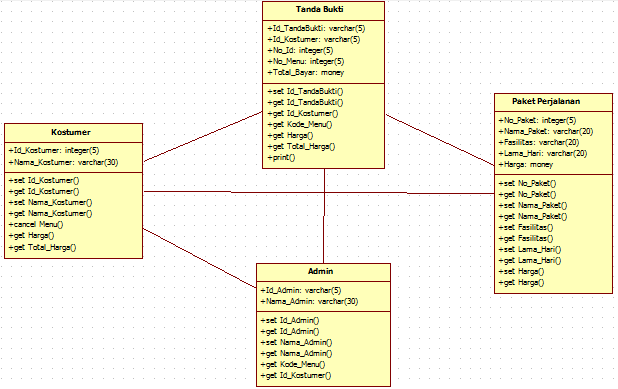 Tanda Bukti
+Id_TandaBukti: varchar(5)
+Id_Kostumer: varchar(5)
+No_Id: integer(5)
+No_Menu: integer(5)
+Total_Bayar: money
+set Id_TandaBukti()
+get Id_TandaBukti()
+get Id_Kostumer()
+get Kode_Menu()
+get Harga()
+get Total_Harga()
+print()
Kostumer
+Id_Kostumer: integer(5)
+Nama_Kostumer: varchar(30)
+set Id_Kostumer()
+get Id_Kostumer()
+set Nama_Kostumer()
+get Nama_Kostumer()
+cancel Menu()
+get Harga()
+get Total_Harga()
Paket Perjalanan
+No_Paket: integer(5)
+Nama_Paket: varchar(20)
+Fasilitas: varchar(20)
+Lama_Hari: varchar(20)
+Harga: money
+set No_Paket()
+get No_Paket()
+set Nama_Paket()
+get Nama_Paket()
+set Fasilitas()
+get Fasilitas()
+set Lama_Hari()
+get Lama_Hari()
+set Harga()
+get Harga()
Admin
+Id_Admin: varchar(5)
+Nama_Admin: varchar(30)
+set Id_Admin()
+get Id_Admin()
+set Nama_Admin()
+get Nama_Admin()
+get Kode_Menu()
+get Id_Kostumer()